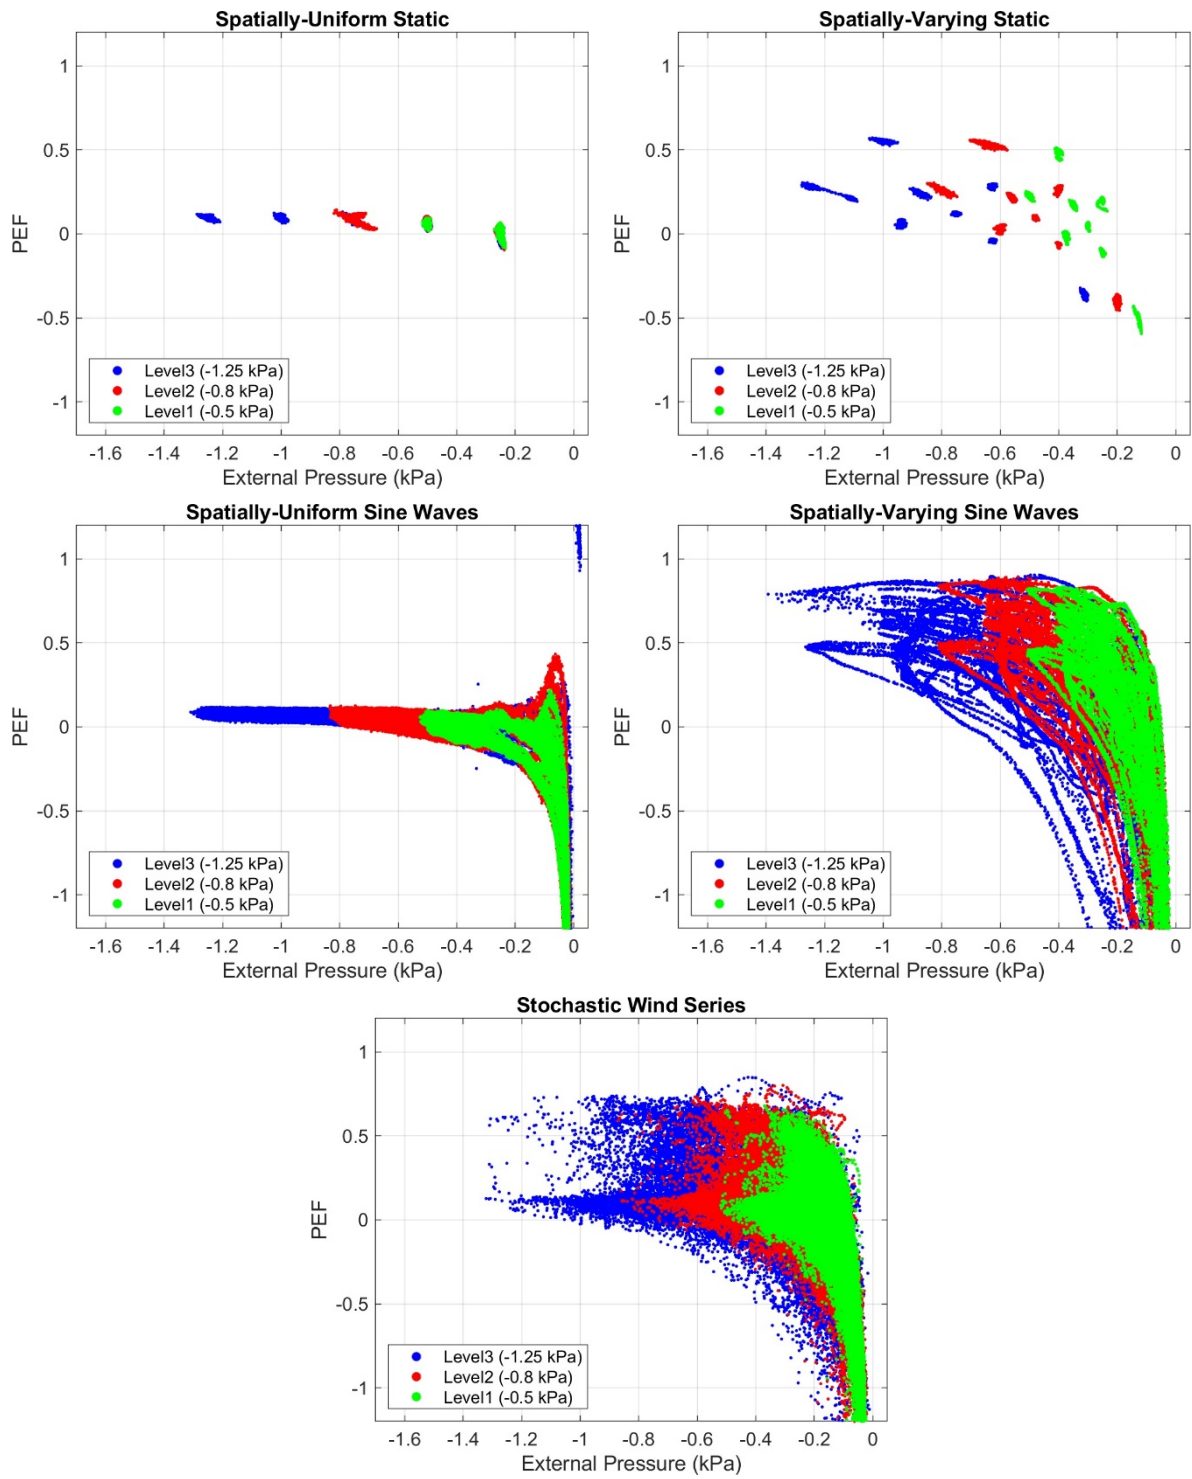 Spatially-Uniform Static
1
0.5
0
-0.5
-1
PEF
Level3 (-1.25 kPa)
Level2 (-0.8 kPa)
Level1 (-0.5 kPa)
-1.6 -1.4 -1.2 -1 -0.8 -0.6 -0.4 -0.2 0
External Pressure (kPa)
Spatially-Varying Static
1
0.5
0
-0.5
-1
PEF
Level3 (-1.25 kPa)
Level2 (-0.8 kPa)
Level1 (-0.5 kPa)
-1.6 -1.4 -1.2 -1 -0.8 -0.6 -0.4 -0.2 0
External Pressure (kPa)
Spatially-Uniform Sine Waves
1
0.5
0
-0.5
-1
PEF
Level3 (-1.25 kPa)
Level2 (-0.8 kPa)
Level1 (-0.5 kPa)
-1.6 -1.4 -1.2 -1 -0.8 -0.6 -0.4 -0.2 0
External Pressure (kPa)
Spatially-Varying Sine Waves
1
0.5
0
-0.5
-1
PEF
Level3 (-1.25 kPa)
Level2 (-0.8 kPa)
Level1 (-0.5 kPa)
-1.6 -1.4 -1.2 -1 -0.8 -0.6 -0.4 -0.2 0
External Pressure (kPa)
Stochastic Wind Series
1
0.5
0
-0.5
-1
PEF
Level3 (-1.25 kPa)
Level2 (-0.8 kPa)
Level1 (-0.5 kPa)
-1.6 -1.4 -1.2 -1 -0.8 -0.6 -0.4 -0.2 0
External Pressure (kPa)